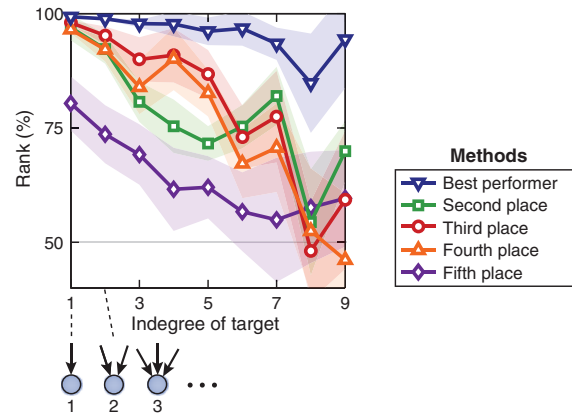 100
75
50
Rank (%)
1 3 5 7 9
Indegree of target
1 2 3
Methods
Best performer
Second place
Third place
Fourth place
Fifth place